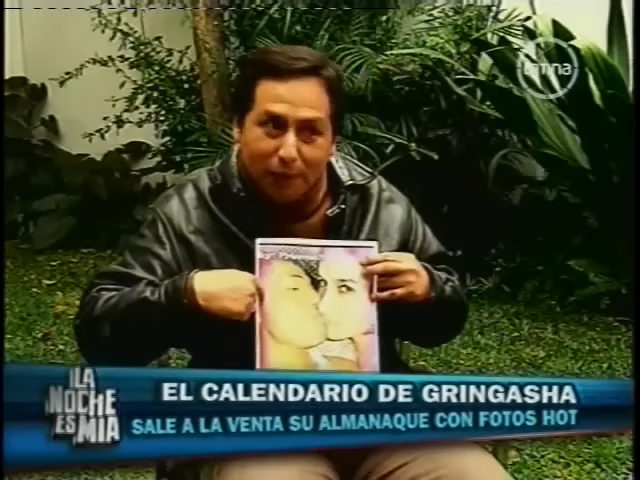 Latina
¡LA
NOCHE
ES
MIA
EL CALENDARIO DE GRINGASHA
SALE A LA VENTA SU ALMANAQUE CON FOTOS HOT